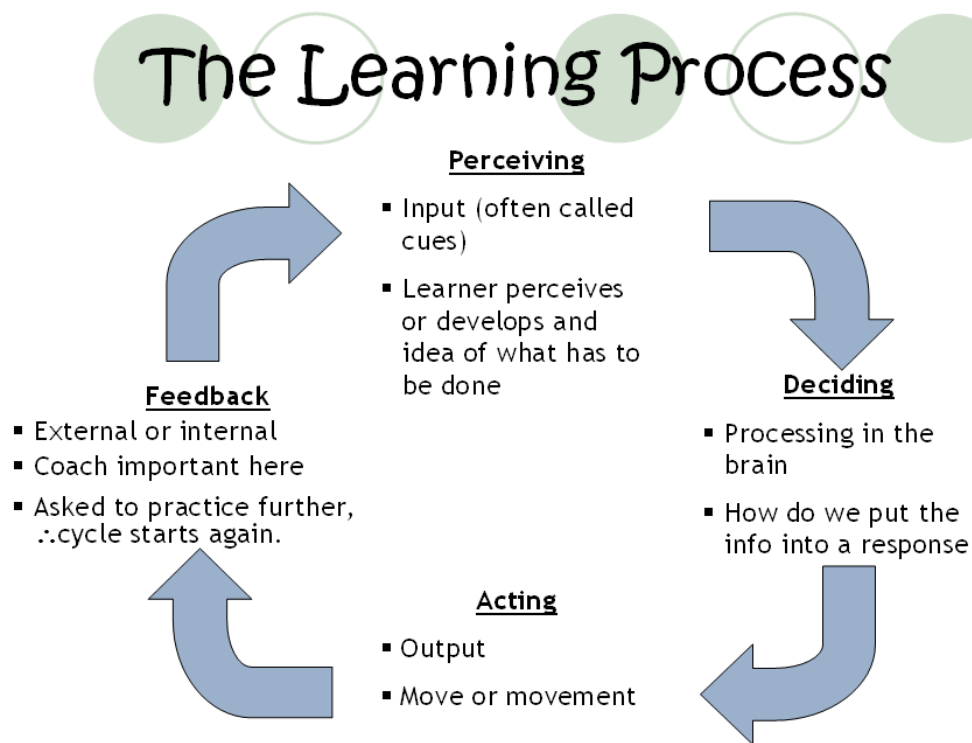 The Learning Process
Perceiving
▪ Input (often called
cues)
▪ Learner perceives
or develops and
idea of what has to
be done
Deciding
▪ Processing in the
brain
▪ How do we put the
info into a response
Acting
▪ Output
▪ Move or movement
Feedback
▪ External or internal
▪ Coach important here
▪ Asked to practice further,
∴cycle starts again.